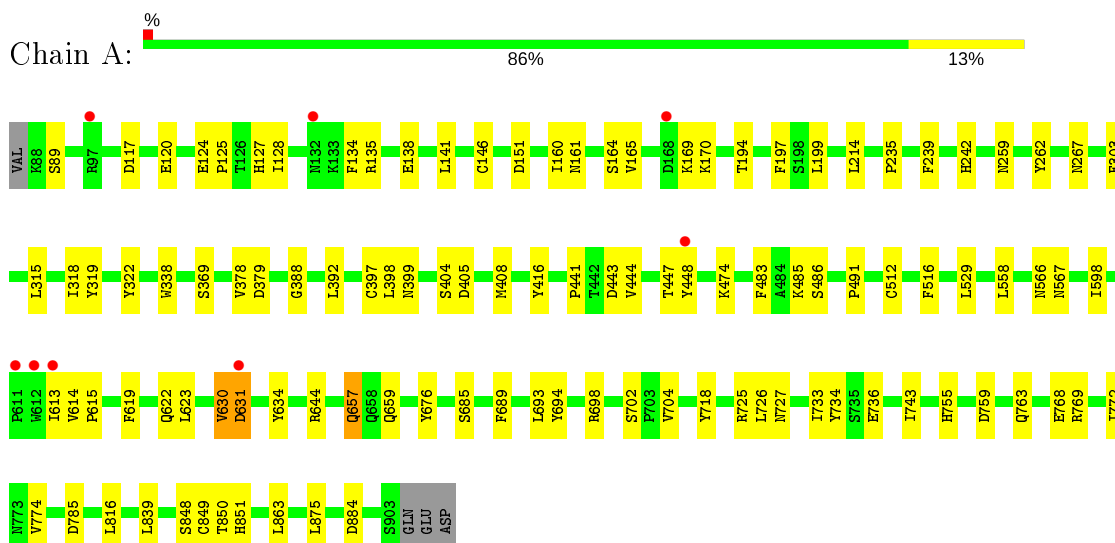 %
Chain A:
86% 13%
VAL K88 S89 R97 D117 E120 E124 P125 T126 H127 I128 N132 K133 F134 R135 E138 L141 C146 D151 I160 N161 S164 V165 D168 K169 K170 T194 F197 S198 L199 L214 P235 F239 H242 N259 Y262 N267
L315 I318 Y319 Y322 W338 S369 V378 D379 G388 L392 C397 L398 N399 S404 D405 M408 Y416 P441 T442 D443 V444 T447 Y448 K474 F483 A484 K485 S486 P491 C512 F516 L529 L558 N566 N567 I598
P611 W612 I613 V614 P615 F619 Q622 L623 V630 D631 Y634 R644 Q657 Q658 Q659 Y676 S685 F689 L693 Y694 R698 S702 P703 V704 Y718 R725 L726 N727 I733 Y734 S735 E736 I743 H755 D759 Q763 E768 R769
N773 V774 D785 L816 L839 S848 C849 T850 H851 L863 L875 D884 S903 GLN GLU ASP